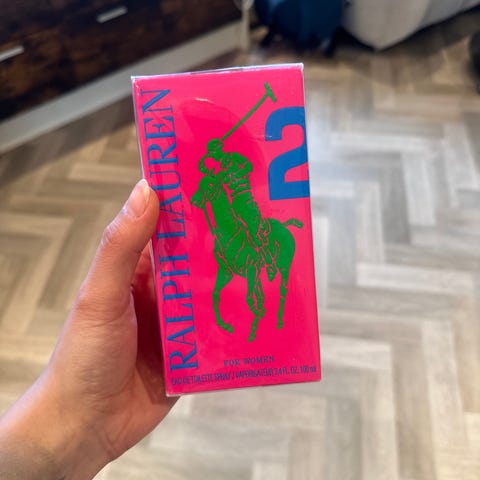 RALPH LAUREN
2
FOR WOMEN
EAU DE TOILETTE SPRAY / VAPORISATEUR 3.4 FL. OZ. 100 ml